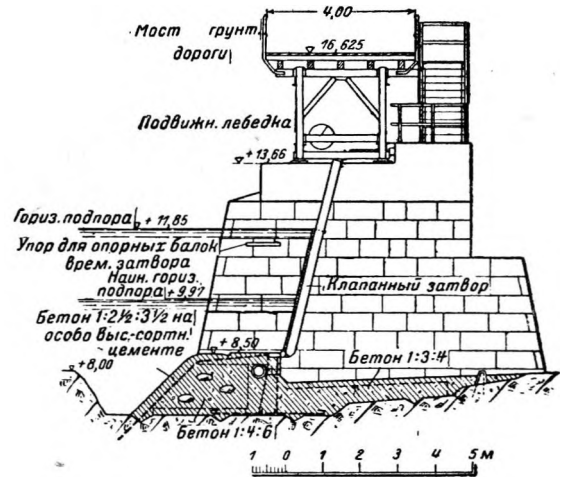 4,00
Мост грунт.
дороги
16,625
Подвижн. лебедка
+13,66
Гориз. подпора
+11,85
Упор для опорных балок
врем. затвора
Наин. гориз.
подпора +9,97
Клапанный затвор
Бетон 1:2½:3½ на
особо выс.-сортн.
цементе
+8,50
+8,00
Бетон 1:3:4
Бетон 1:4:6
1 0 1 2 3 4 5 м